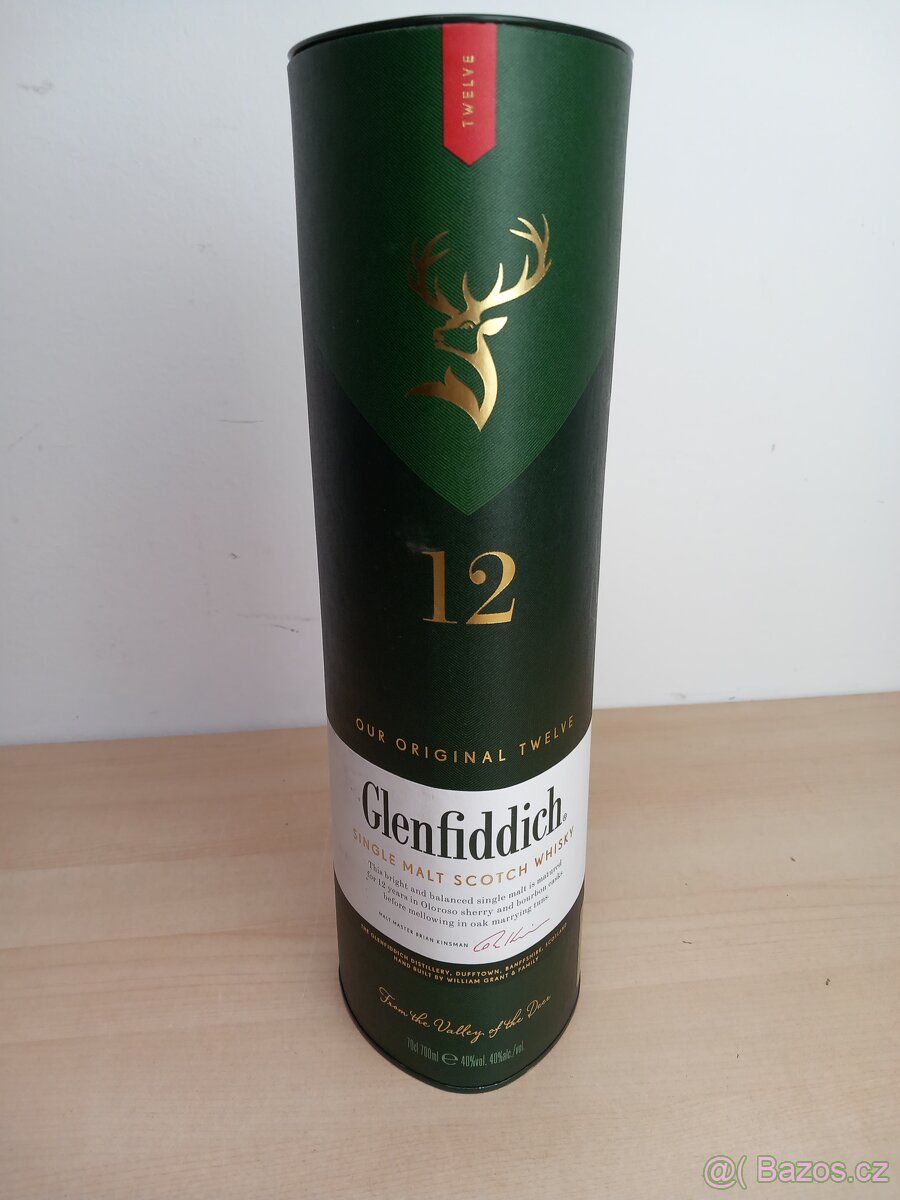 TWELVE
12
OUR ORIGINAL TWELVE
Glenfiddich®
SINGLE MALT SCOTCH WHISKY
This bright and balanced single malt is matured
for 12 years in Oloroso sherry and bourbon casks
before mellowing in oak marrying tuns
MALT MASTER BRIAN KINSMAN
THE GLENFIDDICH DISTILLERY, DUFFTOWN, BANFFSHIRE, SCOTLAND
HAND BUILT BY WILLIAM GRANT & FAMILY
From the Valley of the Deer
70cl 700ml ℮ 40%vol. 40%alc./vol.
@( Bazos.cz